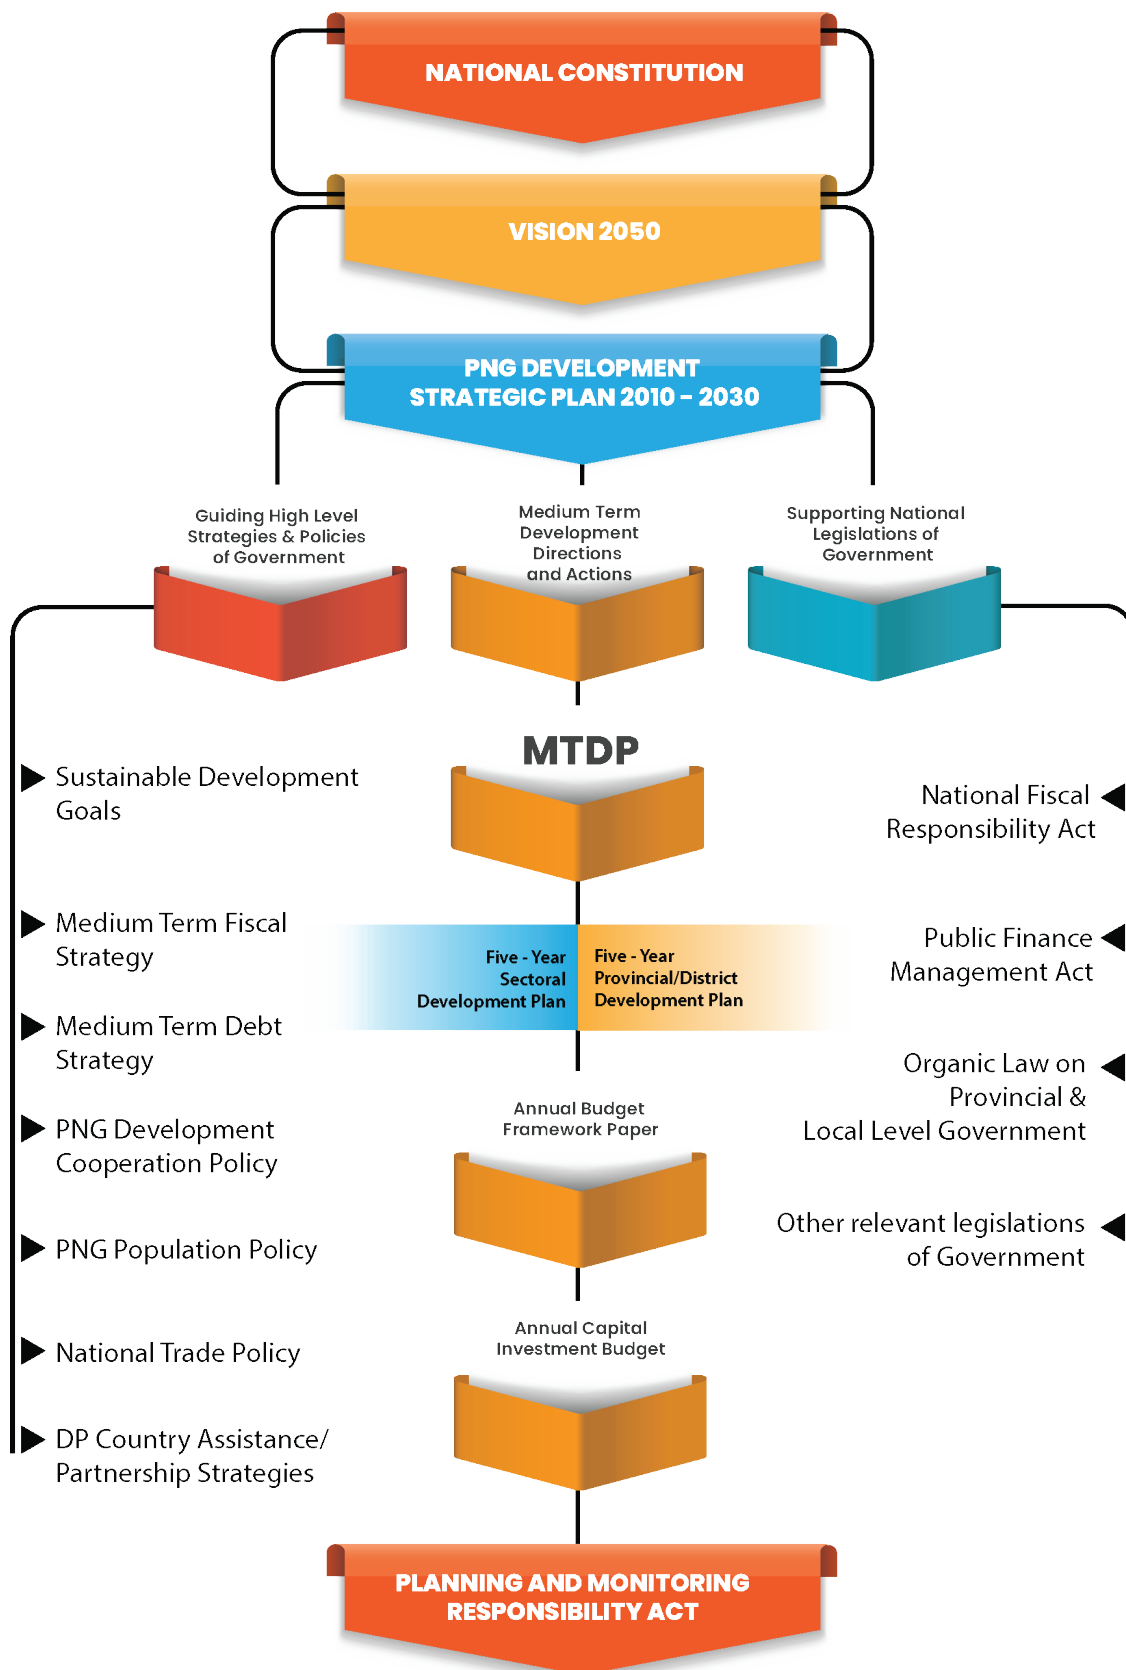 NATIONAL CONSTITUTION
VISION 2050
PNG DEVELOPMENT
STRATEGIC PLAN 2010 - 2030
Guiding High Level
Strategies & Policies
of Government
Medium Term
Development
Directions
and Actions
Supporting National
Legislations of
Government
Sustainable Development
Goals
Medium Term Fiscal
Strategy
Medium Term Debt
Strategy
PNG Development
Cooperation Policy
PNG Population Policy
National Trade Policy
DP Country Assistance/
Partnership Strategies
MTDP
Five - Year
Sectoral
Development Plan
Five - Year
Provincial/District
Development Plan
Annual Budget
Framework Paper
Annual Capital
Investment Budget
National Fiscal
Responsibility Act
Public Finance
Management Act
Organic Law on
Provincial &
Local Level Government
Other relevant legislations
of Government
PLANNING AND MONITORING
RESPONSIBILITY ACT